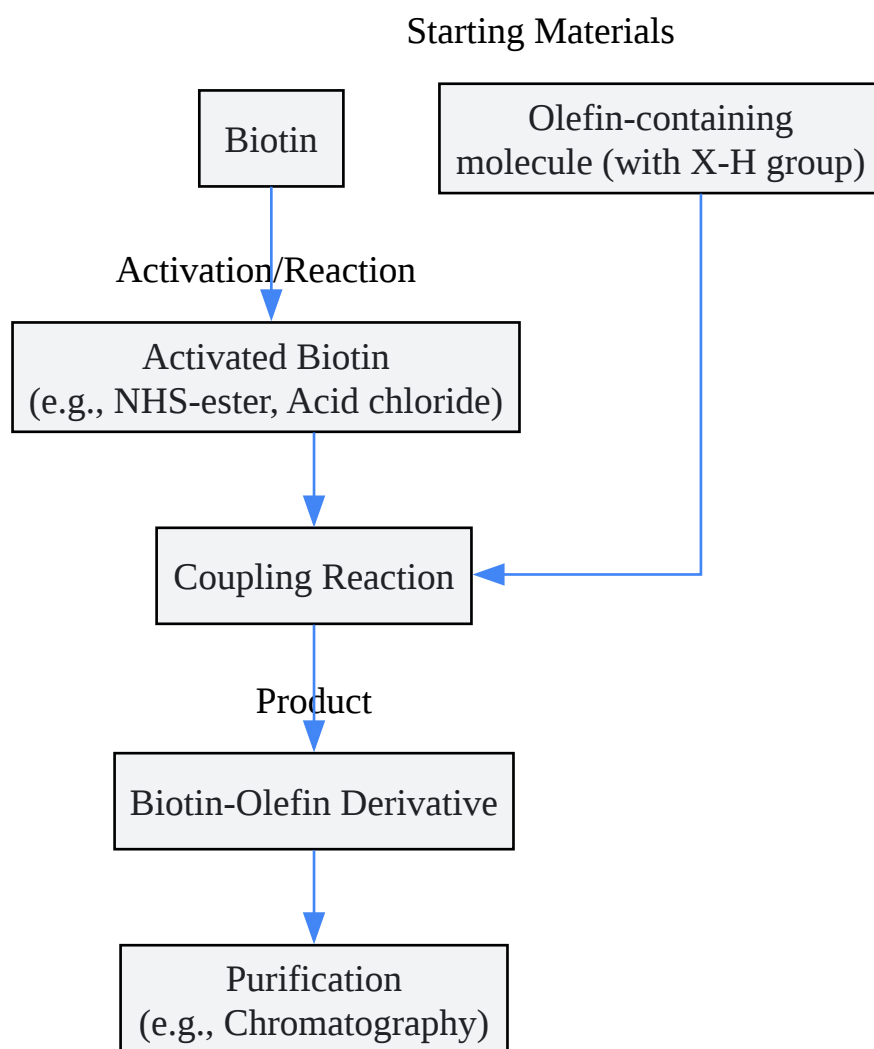 Starting Materials
Biotin
Olefin-containing
molecule (with X-H group)
Activation/Reaction
Activated Biotin
(e.g., NHS-ester, Acid chloride)
Coupling Reaction
Product
Biotin-Olefin Derivative
Purification
(e.g., Chromatography)